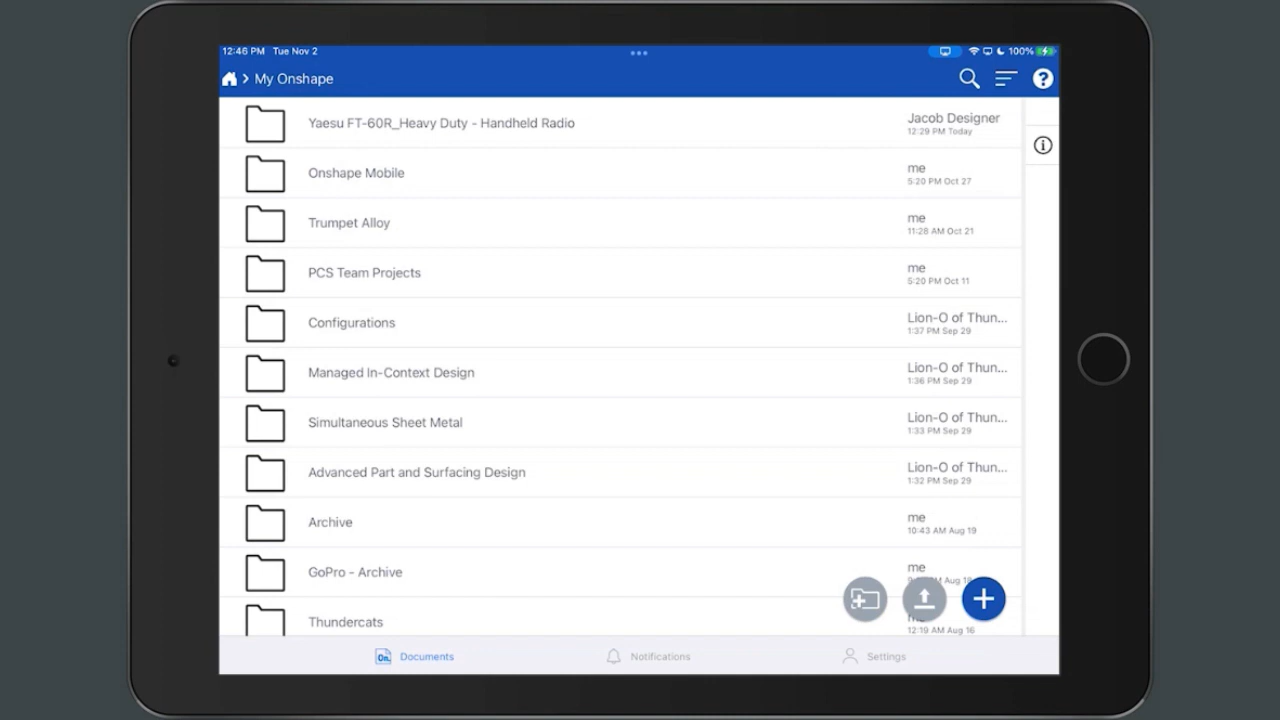 12:46 PM Tue Nov 2
100%
My Onshape
Yaesu FT-60R_Heavy Duty - Handheld Radio
Jacob Designer
12:29 PM Today
Onshape Mobile
me
5:20 PM Oct 27
Trumpet Alloy
me
11:28 AM Oct 21
PCS Team Projects
me
5:20 PM Oct 11
Configurations
Lion-O of Thun...
1:37 PM Sep 29
Managed In-Context Design
Lion-O of Thun...
1:36 PM Sep 29
Simultaneous Sheet Metal
Lion-O of Thun...
1:33 PM Sep 29
Advanced Part and Surfacing Design
Lion-O of Thun...
1:32 PM Sep 29
Archive
me
10:43 AM Aug 19
GoPro - Archive
me
Aug
Thundercats
12:19 AM Aug 16
On
Documents
Notifications
Settings